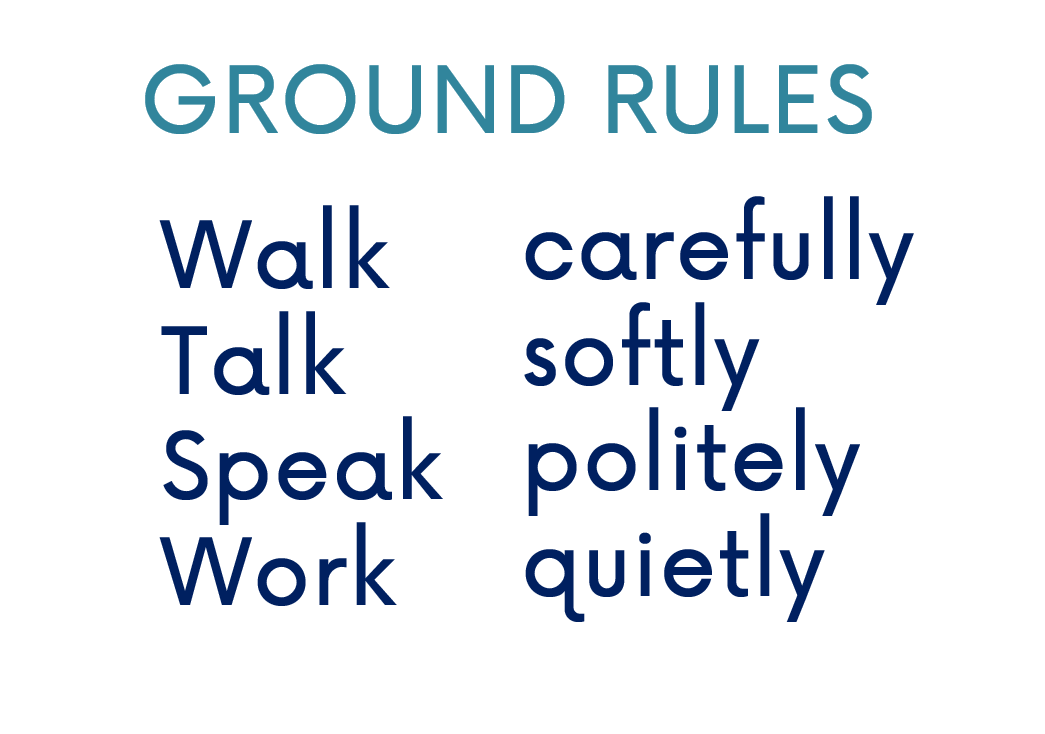 GROUND RULES
Walk carefully
Talk softly
Speak politely
Work quietly